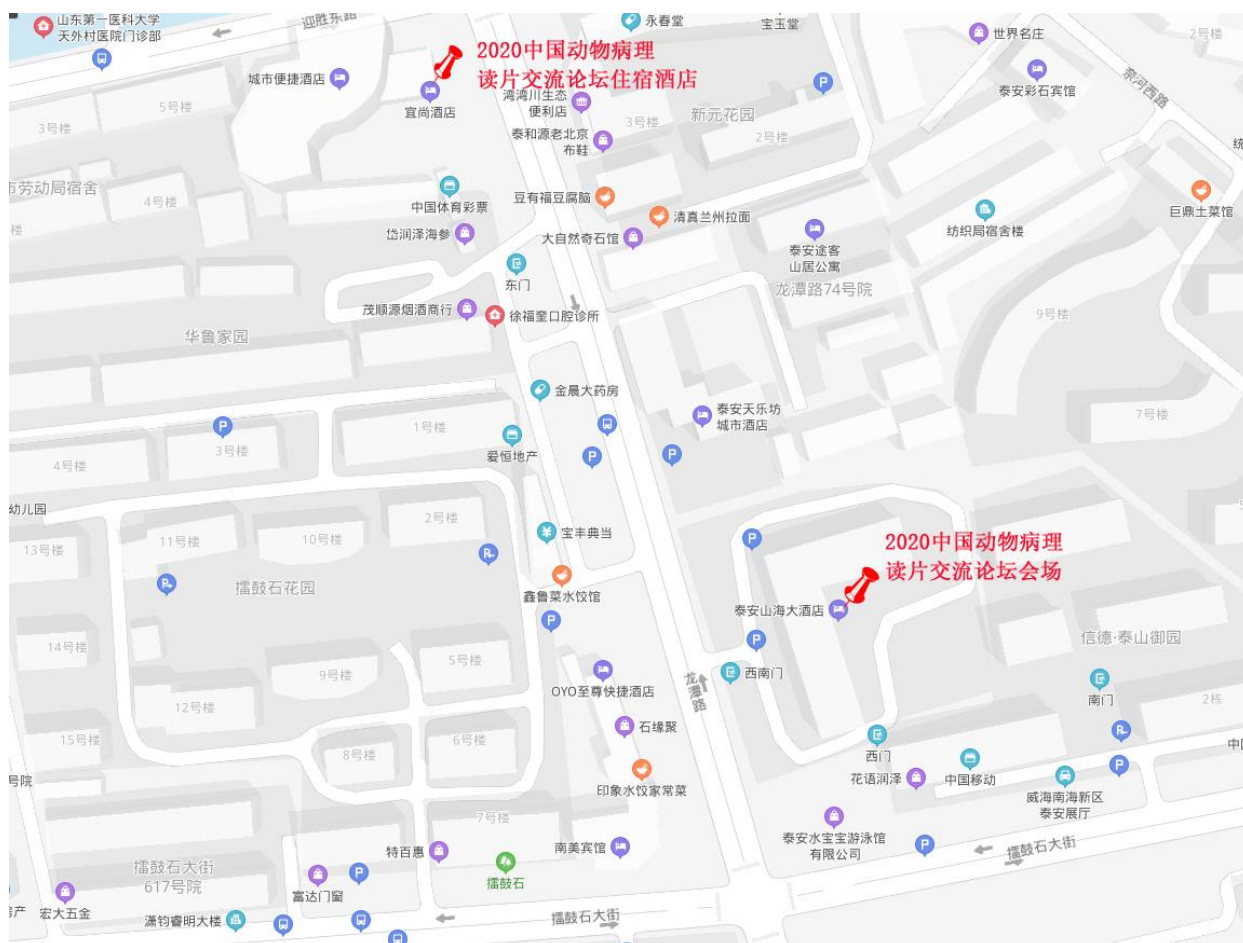 山东第一医科大学
天外村医院门诊部
迎胜东路
永春堂
宝玉堂
世界名庄
2号楼
2020中国动物病理
读片交流论坛住宿酒店
城市便捷酒店
宜尚酒店
湾湾川生态
便利店
泰安彩石宾馆
奈河西路
5号楼
3号楼
3号楼
新元花园
2号楼
泰和源老北京
布鞋
统
市劳动局宿舍
4号楼
楼
中国体育彩票
豆有福豆腐脑
清真兰州拉面
巨鼎土菜馆
岱润泽海参
大自然奇石馆
泰安途客
山居公寓
纺织局宿舍楼
东门
龙潭路74号院
茂顺源烟酒商行
徐福奎口腔诊所
9号楼
华鲁家园
金晨大药房
泰安天乐坊
城市酒店
7号楼
1号楼
3号楼
4号楼
爱恒地产
幼儿园
2号楼
13号楼
11号楼
10号楼
宝丰典当
2020中国动物病理
读片交流论坛会场
擂鼓石花园
鑫鲁菜水饺馆
泰安山海大酒店
信德·泰山御园
14号楼
5号楼
9号楼
OYO至尊快捷酒店
龙潭路
西南门
南门
2栋
12号楼
石缘聚
15号楼
8号楼
6号楼
西门
中国
号院
印象水饺家常菜
花语润泽
中国移动
威海南海新区
泰安展厅
7号楼
泰安水宝宝游泳馆
有限公司
擂鼓石大街
擂鼓石大街
617号院
特百惠
南美宾馆
擂鼓石
富达门窗
宏大五金
潇钧睿明大楼
擂鼓石大街